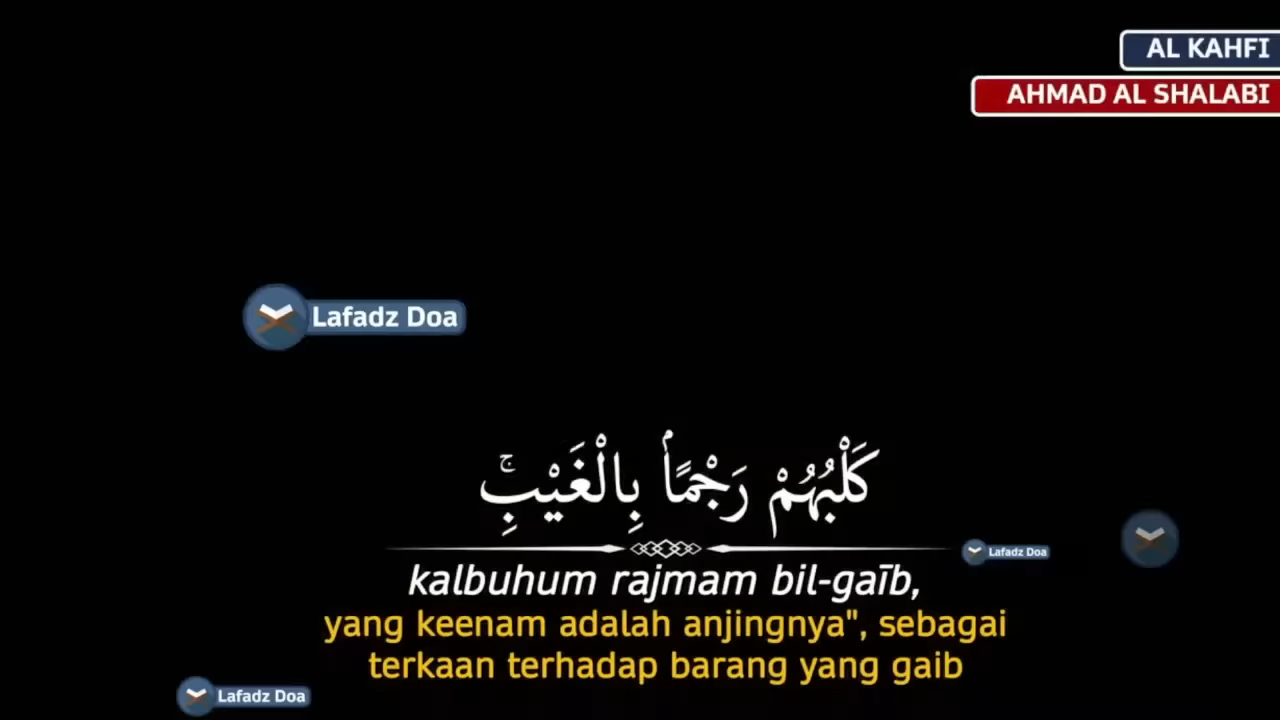 AL KAHFI
AHMAD AL SHALABI
Lafadz Doa
كَلْبُهُمْ رَجْمًاۢ بِالْغَيْبِۚ
Lafadz Doa
kalbuhum rajmam bil-gaīb,
yang keenam adalah anjingnya", sebagai
terkaan terhadap barang yang gaib
Lafadz Doa